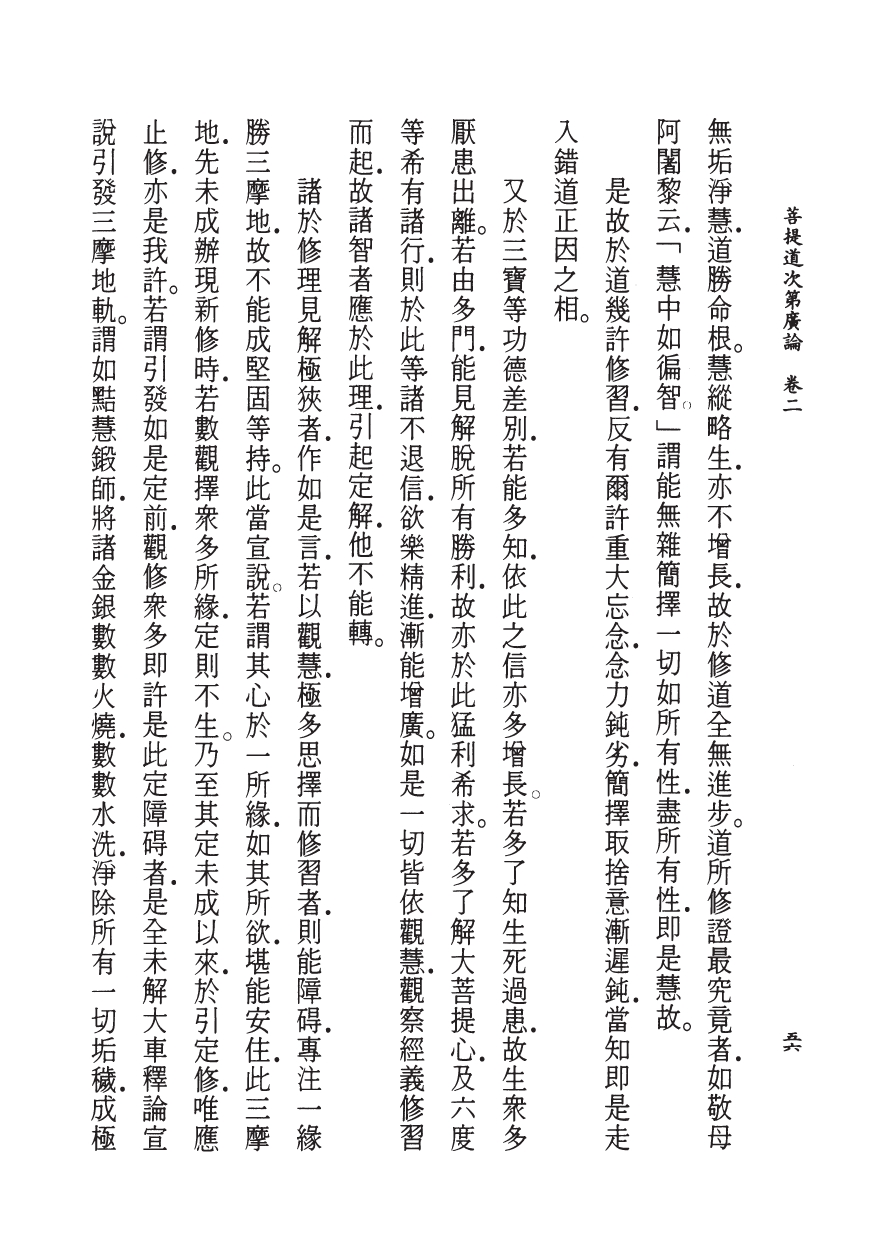 菩提道次第廣論　卷二
五六
無垢淨慧．道勝命根。慧縱略生．亦不增長．故於修道全無進步。道所修證最究竟者．如敬母
阿闍黎云．「慧中如徧智。」謂能無雜簡擇一切如所有性．盡所有性．即是慧故。
是故於道幾許修習．反有爾許重大忘念．念力鈍劣．簡擇取捨意漸遲鈍．當知即是走
入錯道正因之相。
又於三寶等功德差別．若能多知．依此之信亦多增長。若多了知生死過患．故生衆多
厭患出離。若由多門．能見解脫所有勝利．故亦於此猛利希求。若多了解大菩提心．及六度
等希有諸行．則於此等諸不退信．欲樂精進．漸能增廣。如是一切皆依觀慧．觀察經義修習
而起．故諸智者應於此理．引起定解．他不能轉。
諸於修理見解極狹者．作如是言．若以觀慧．極多思擇而修習者．則能障碍．專注一緣
勝三摩地．故不能成堅固等持。此當宣說。若謂其心於一所緣．如其所欲．堪能安住．此三摩
地．先未成辦現新修時．若數觀擇衆多所緣．定則不生。乃至其定未成以來．於引定修．唯應
止修．亦是我許。若謂引發如是定前．觀修衆多即許是此定障碍者．是全未解大車釋論宣
說引發三摩地軌。謂如黠慧鍛師．將諸金銀數數火燒．數數水洗．淨除所有一切垢穢．成極